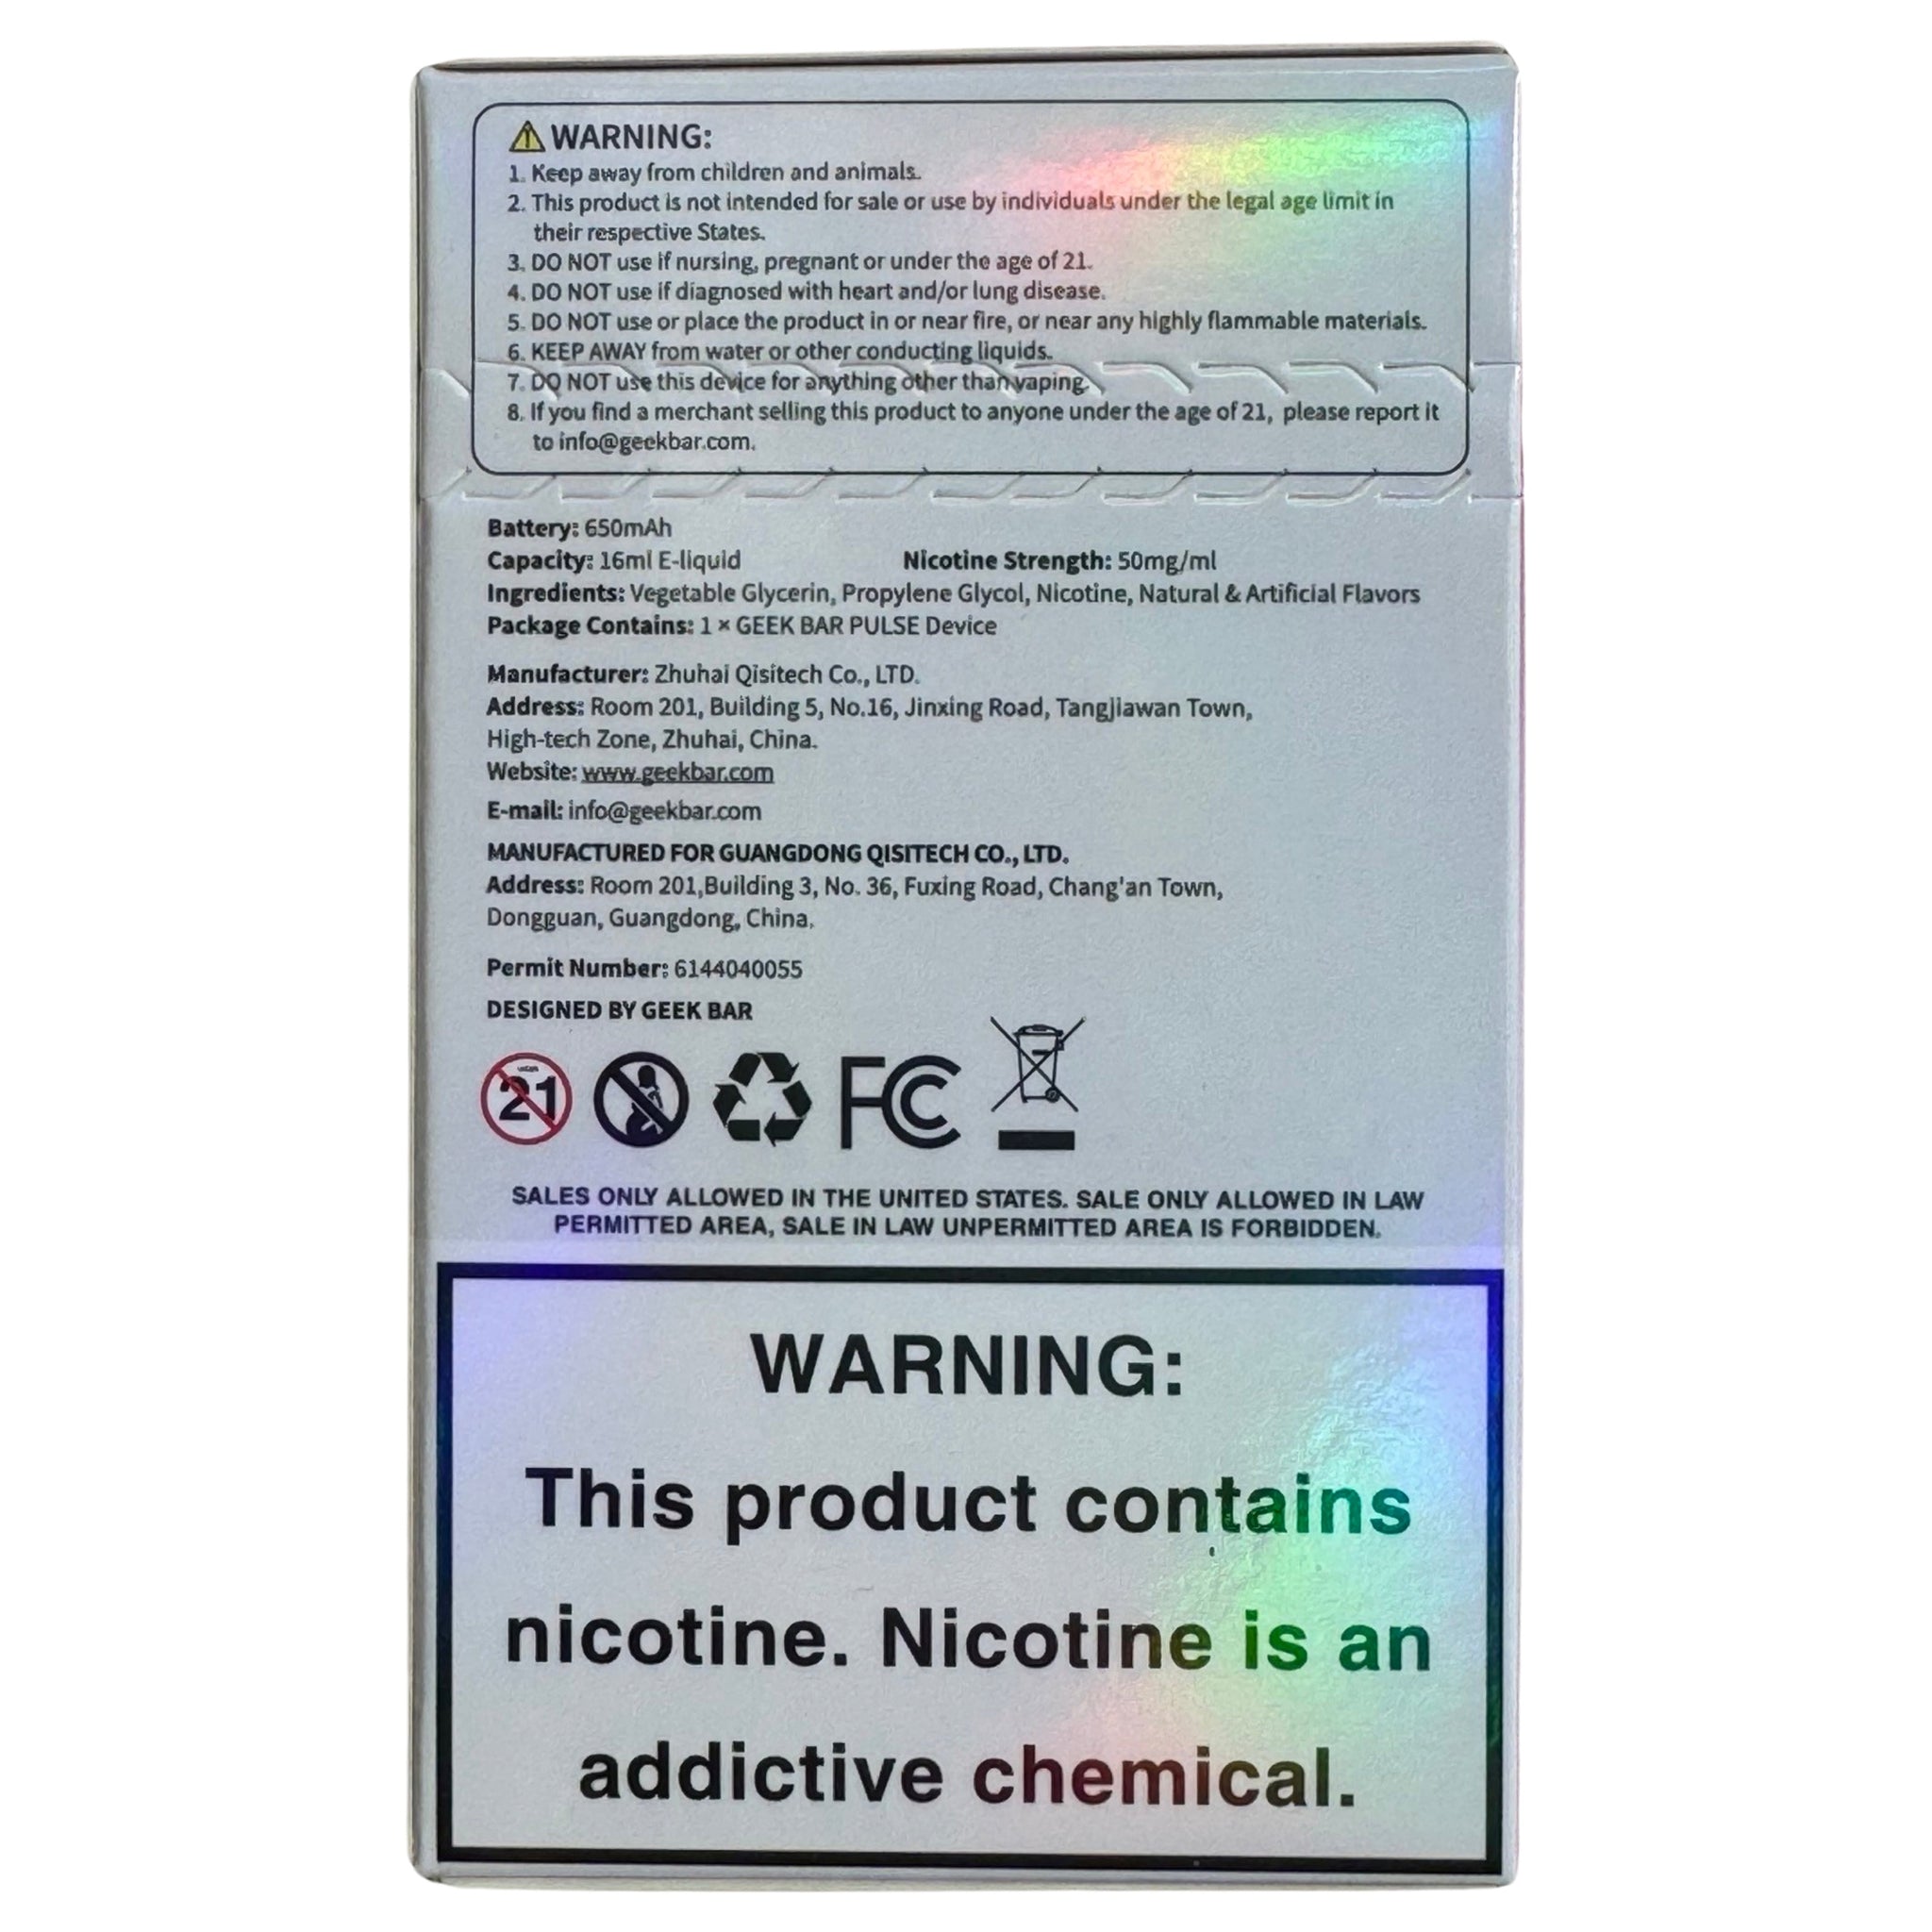 WARNING:
1. Keep away from children and animals.
2. This product is not intended for sale or use by individuals under the legal age limit in
their respective States.
3. DO NOT use if nursing, pregnant or under the age of 21.
4. DO NOT use if diagnosed with heart and/or lung disease.
5. DO NOT use or place the product in or near fire, or near any highly flammable materials.
6. KEEP AWAY from water or other conducting liquids.
7. DO NOT use this device for anything other than vaping.
8. If you find a merchant selling this product to anyone under the age of 21, please report it
to info@geekbar.com.
Battery: 650mAh
Capacity: 16ml E-liquid Nicotine Strength: 50mg/ml
Ingredients: Vegetable Glycerin, Propylene Glycol, Nicotine, Natural & Artificial Flavors
Package Contains: 1 × GEEK BAR PULSE Device
Manufacturer: Zhuhai Qisitech Co., LTD.
Address: Room 201, Building 5, No.16, Jinxing Road, Tangjiawan Town,
High-tech Zone, Zhuhai, China.
Website: www.geekbar.com
E-mail: info@geekbar.com
MANUFACTURED FOR GUANGDONG QISITECH CO., LTD.
Address: Room 201,Building 3, No. 36, Fuxing Road, Chang'an Town,
Dongguan, Guangdong, China.
Permit Number: 6144040055
DESIGNED BY GEEK BAR
UNDER
21 FC
SALES ONLY ALLOWED IN THE UNITED STATES. SALE ONLY ALLOWED IN LAW
PERMITTED AREA, SALE IN LAW UNPERMITTED AREA IS FORBIDDEN.
WARNING:
This product contains
nicotine. Nicotine is an
addictive chemical.